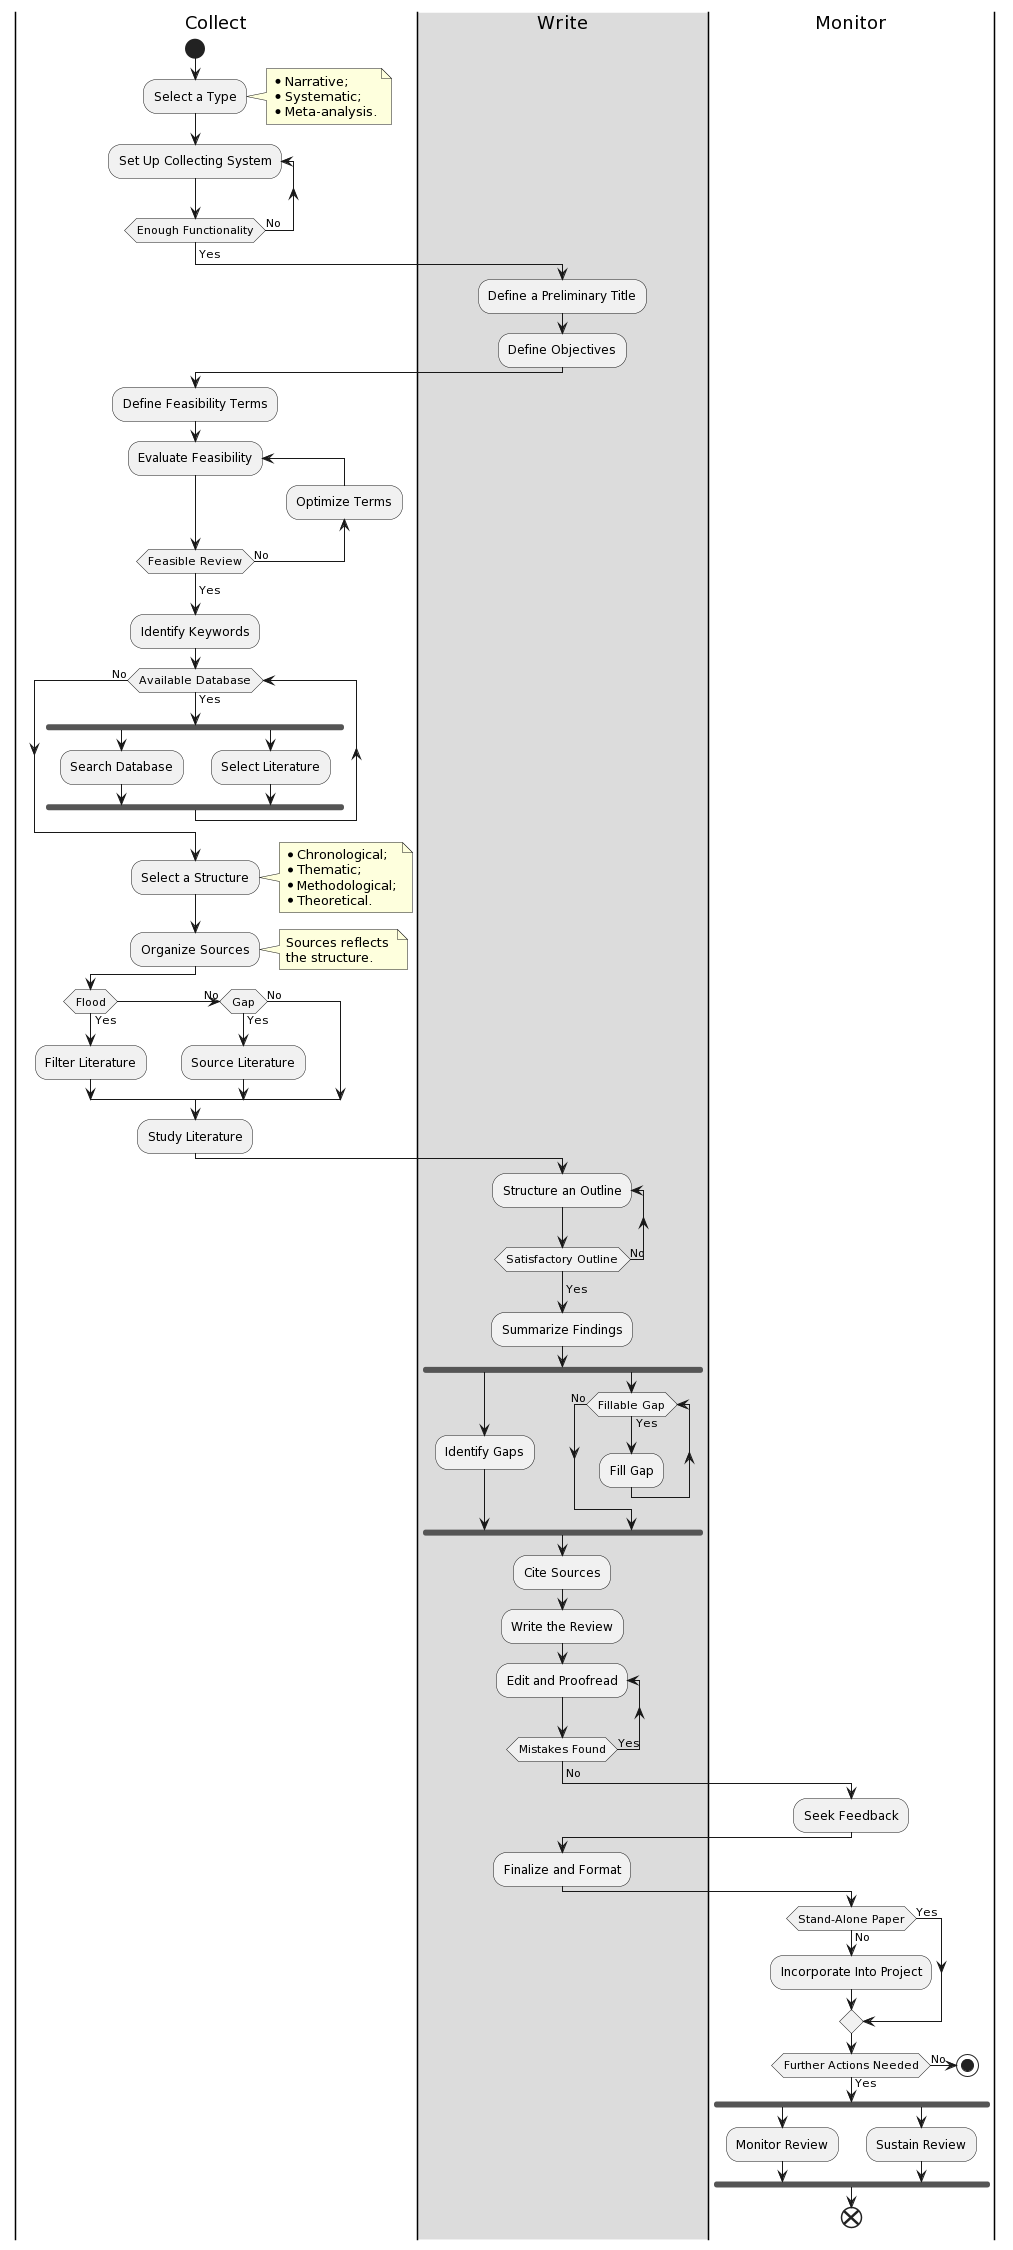 Collect
Write
Monitor
Select a Type
• Narrative;
• Systematic;
• Meta-analysis.
Set Up Collecting System
Enough Functionality
No
Yes
Define a Preliminary Title
Define Objectives
Define Feasibility Terms
Evaluate Feasibility
Optimize Terms
Feasible Review
No
Yes
Identify Keywords
No
Available Database
Yes
Search Database
Select Literature
Select a Structure
• Chronological;
• Thematic;
• Methodological;
• Theoretical.
Organize Sources
Sources reflects
the structure.
Flood
No
Gap
No
Yes
Yes
Filter Literature
Source Literature
Study Literature
Structure an Outline
Satisfactory Outline
No
Yes
Summarize Findings
No
Fillable Gap
Yes
Identify Gaps
Fill Gap
Cite Sources
Write the Review
Edit and Proofread
Mistakes Found
Yes
No
Seek Feedback
Finalize and Format
Stand-Alone Paper
Yes
No
Incorporate Into Project
Further Actions Needed
No
Yes
Monitor Review
Sustain Review